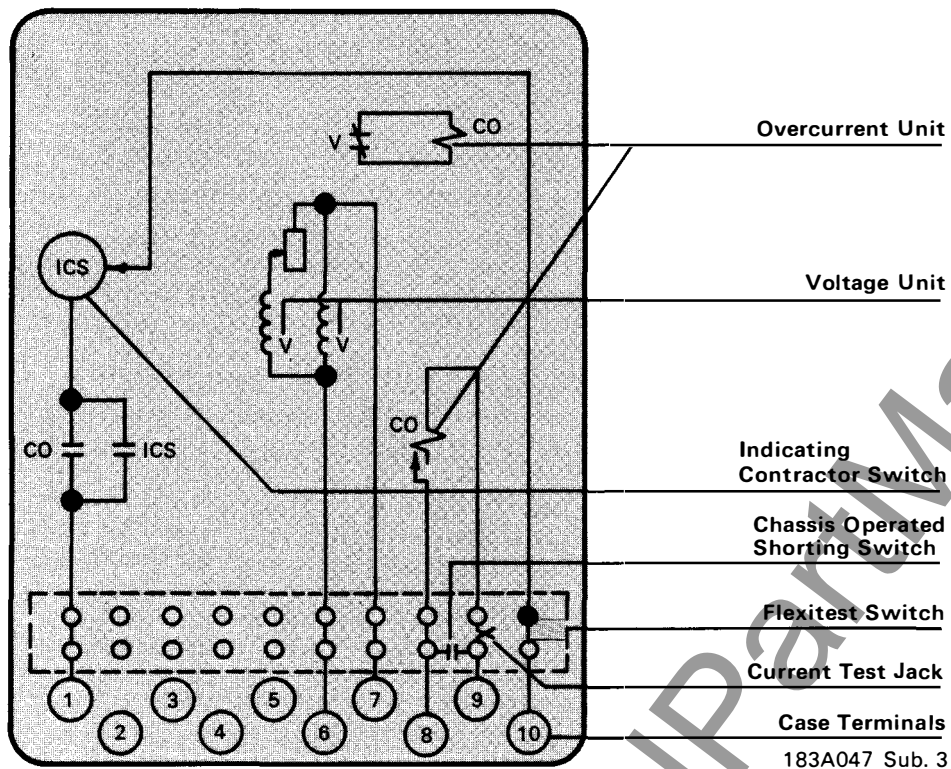 V
CO
Overcurrent Unit
ICS
V
V
Voltage Unit
CO
ICS
CO
Indicating
Contractor Switch
Chassis Operated
Shorting Switch
Flexitest Switch
Current Test Jack
1
3
5
7
9
2
4
6
8
10
Case Terminals
183A047 Sub. 3